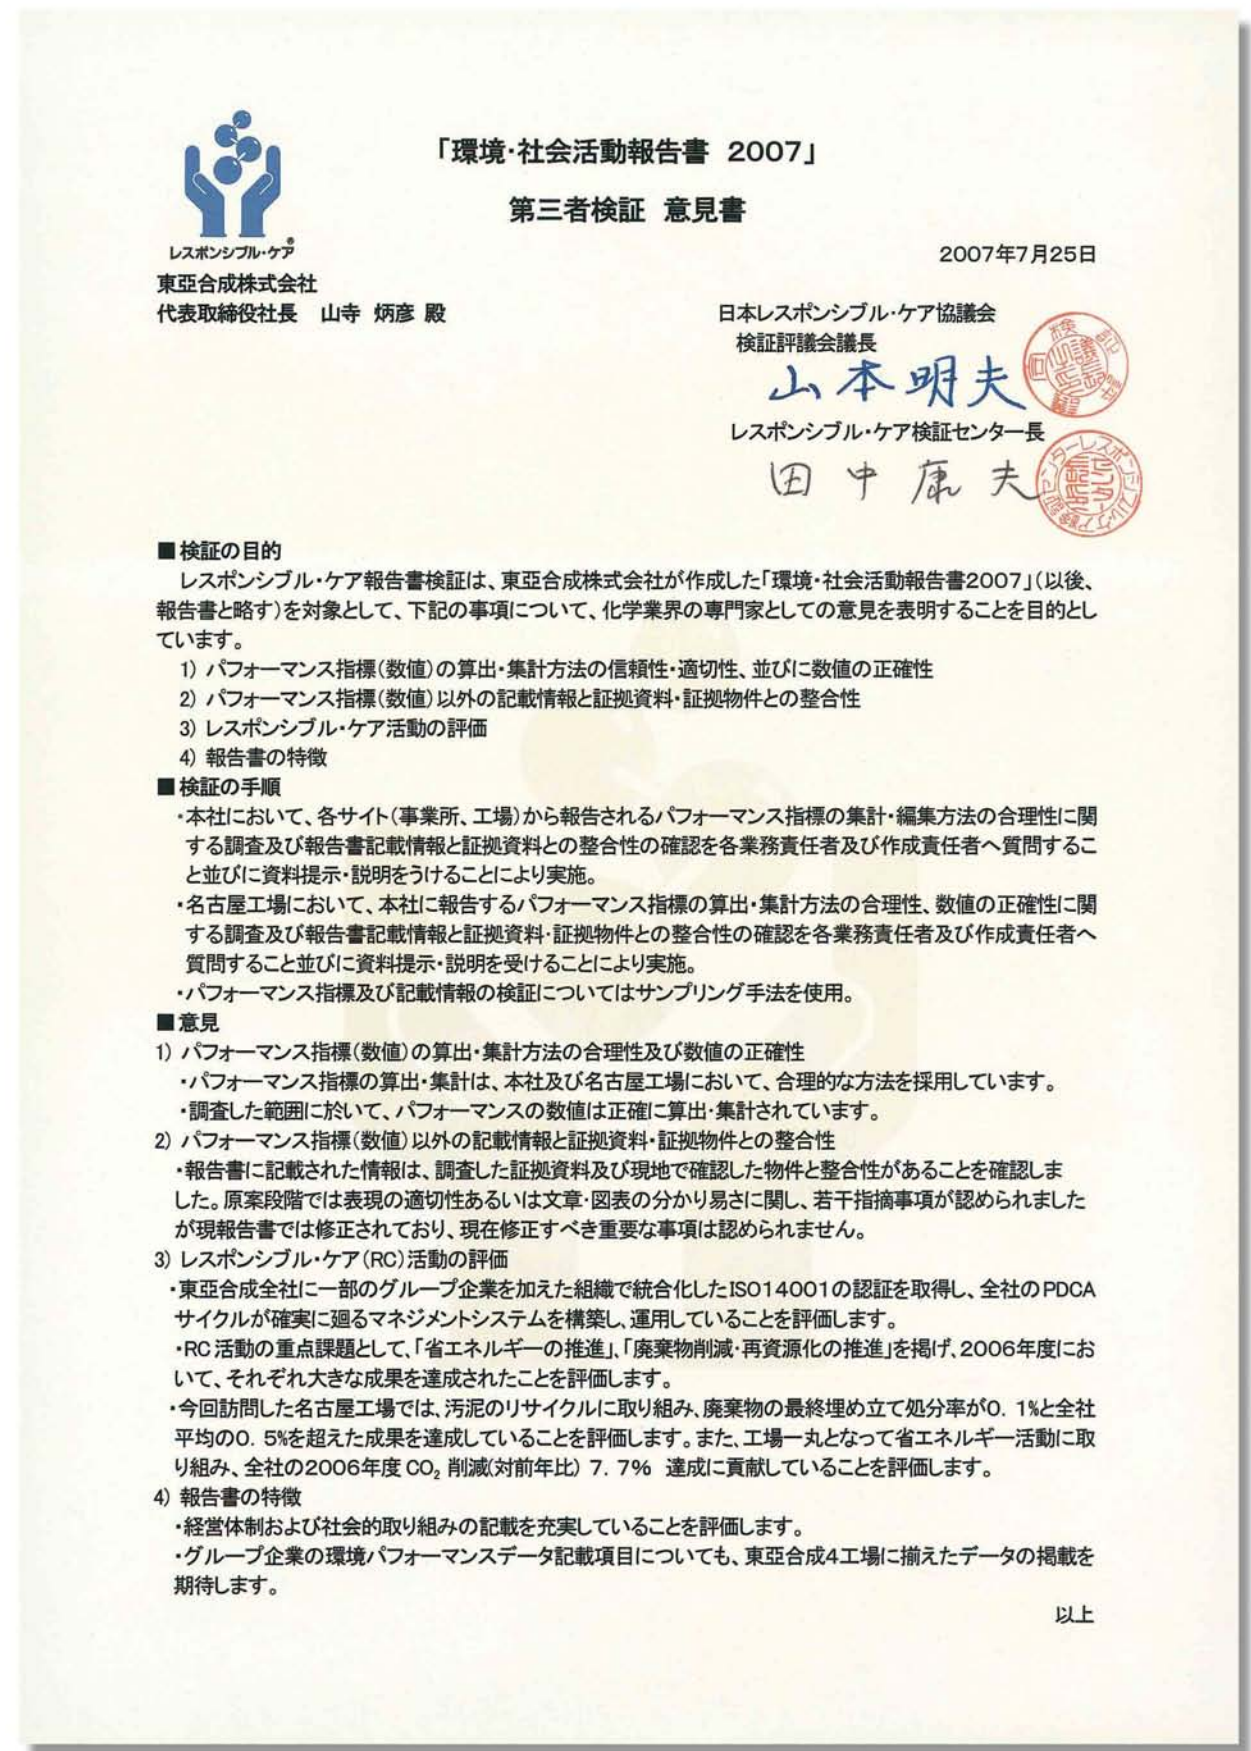 「環境・社会活動報告書 2007」
第三者検証 意見書
レスポンシブル・ケア®
2007年7月25日
東亞合成株式会社
代表取締役社長 山寺 炳彦 殿
日本レスポンシブル・ケア協議会
検証評議会議長
山本明夫
レスポンシブル・ケア検証センター長
田中康夫
■検証の目的
レスポンシブル・ケア報告書検証は、東亞合成株式会社が作成した「環境・社会活動報告書2007」(以後、
報告書と略す)を対象として、下記の事項について、化学業界の専門家としての意見を表明することを目的とし
ています。
1) パフォーマンス指標(数値)の算出・集計方法の信頼性・適切性、並びに数値の正確性
2) パフォーマンス指標(数値)以外の記載情報と証拠資料・証拠物件との整合性
3) レスポンシブル・ケア活動の評価
4) 報告書の特徴
■検証の手順
・本社において、各サイト(事業所、工場)から報告されるパフォーマンス指標の集計・編集方法の合理性に関
する調査及び報告書記載情報と証拠資料との整合性の確認を各業務責任者及び作成責任者へ質問するこ
と並びに資料提示・説明をうけることにより実施。
・名古屋工場において、本社に報告するパフォーマンス指標の算出・集計方法の合理性、数値の正確性に関
する調査及び報告書記載情報と証拠資料・証拠物件との整合性の確認を各業務責任者及び作成責任者へ
質問すること並びに資料提示・説明を受けることにより実施。
・パフォーマンス指標及び記載情報の検証についてはサンプリング手法を使用。
■意見
1) パフォーマンス指標(数値)の算出・集計方法の合理性及び数値の正確性
・パフォーマンス指標の算出・集計は、本社及び名古屋工場において、合理的な方法を採用しています。
・調査した範囲に於いて、パフォーマンスの数値は正確に算出・集計されています。
2) パフォーマンス指標(数値)以外の記載情報と証拠資料・証拠物件との整合性
・報告書に記載された情報は、調査した証拠資料及び現地で確認した物件と整合性があることを確認しま
した。原案段階では表現の適切性あるいは文章・図表の分かり易さに関し、若干指摘事項が認められました
が現報告書では修正されており、現在修正すべき重要な事項は認められません。
3) レスポンシブル・ケア(RC)活動の評価
・東亞合成全社に一部のグループ企業を加えた組織で統合化したISO14001の認証を取得し、全社のPDCA
サイクルが確実に廻るマネジメントシステムを構築し、運用していることを評価します。
・RC活動の重点課題として、「省エネルギーの推進」、「廃棄物削減・再資源化の推進」を掲げ、2006年度にお
いて、それぞれ大きな成果を達成されたことを評価します。
・今回訪問した名古屋工場では、汚泥のリサイクルに取り組み、廃棄物の最終埋め立て処分率が0. 1%と全社
平均の0. 5%を超えた成果を達成していることを評価します。また、工場一丸となって省エネルギー活動に取
り組み、全社の2006年度 CO₂ 削減(対前年比) 7. 7% 達成に貢献していることを評価します。
4) 報告書の特徴
・経営体制および社会的取り組みの記載を充実していることを評価します。
・グループ企業の環境パフォーマンスデータ記載項目についても、東亞合成4工場に揃えたデータの掲載を
期待します。
以上